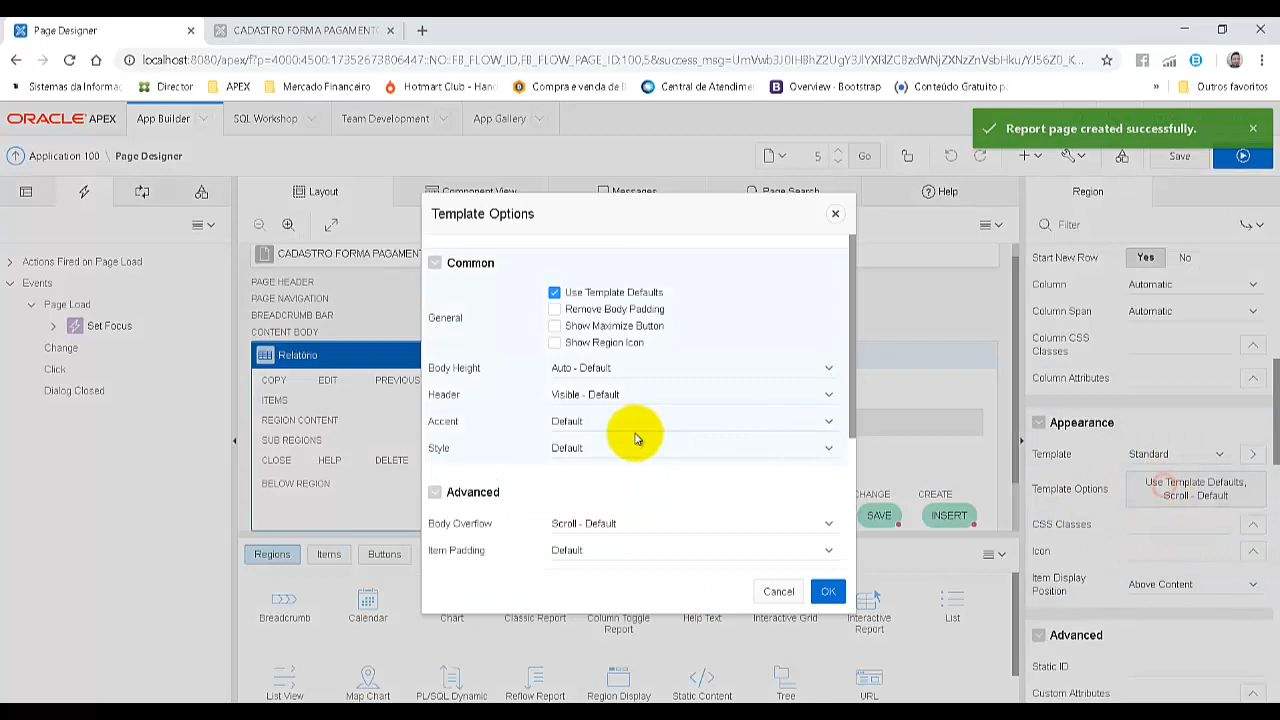 Page Designer
CADASTRO FORMA PAGAMENTO
localhost:8080/apex/f?p=4000:4500:17352673806447::NO:FB_FLOW_ID,FB_FLOW_PAGE_ID:100,5&success_msg=
Sistemas da Informaç
Director
APEX
Mercado Financeiro
Hotmart Club - Hand
Compra e venda de B
Central de Atendime
Overview · Bootstrap
Conteúdo Gratuito p
»
Outros favoritos
ORACLE APEX
App Builder
SQL Workshop
Team Development
App Gallery
Report page created successfully.
Application 100 \ Page Designer
5
Go
Save
Layout
Component View
Messages
Page Search
Help
Region
Filter
Actions Fired on Page Load
Events
Page Load
Set Focus
Change
Click
Dialog Closed
CADASTRO FORMA PAGAMEN
PAGE HEADER
PAGE NAVIGATION
BREADCRUMB BAR
CONTENT BODY
Relatório
COPY
EDIT
PREVIOUS
ITEMS
REGION CONTENT
SUB REGIONS
CLOSE
HELP
DELETE
BELOW REGION
CHANGE
CREATE
SAVE
INSERT
Template Options
Common
General
Use Template Defaults
Remove Body Padding
Show Maximize Button
Show Region Icon
Body Height
Auto - Default
Header
Visible - Default
Accent
Default
Style
Default
Advanced
Body Overflow
Scroll - Default
Item Padding
Default
Cancel
OK
Start New Row
Yes
No
Column
Automatic
Column Span
Automatic
Column CSS
Classes
Column Attributes
Appearance
Template
Standard
Template Options
Use Template Defaults,
Scroll - Default
CSS Classes
Icon
Item Display
Position
Above Content
Advanced
Static ID
Custom Attributes
Regions
Items
Buttons
Breadcrumb
Calendar
Chart
Classic Report
Column Toggle
Report
Help Text
Interactive Grid
Interactive
Report
List
List View
Map Chart
PL/SQL Dynamic
Reflow Report
Region Display
Static Content
Tree
URL